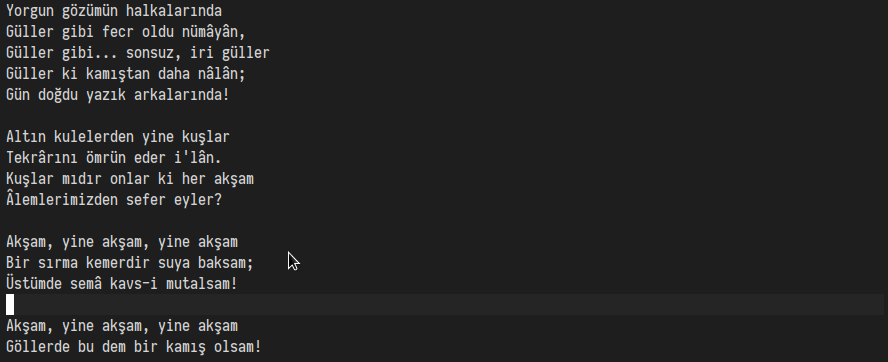 Yorgun gözümün halkalarında
Güller gibi fecr oldu nümâyân,
Güller gibi... sonsuz, iri güller
Güller ki kamıştan daha nâlân;
Gün doğdu yazık arkalarında!

Altın kulelerden yine kuşlar
Tekrârını ömrün eder i'lân.
Kuşlar mıdır onlar ki her akşam
Âlemlerimizden sefer eyler?

Akşam, yine akşam, yine akşam
Bir sırma kemerdir suya baksam;
Üstümde semâ kavs-i mutalsam!

Akşam, yine akşam, yine akşam
Göllerde bu dem bir kamış olsam!